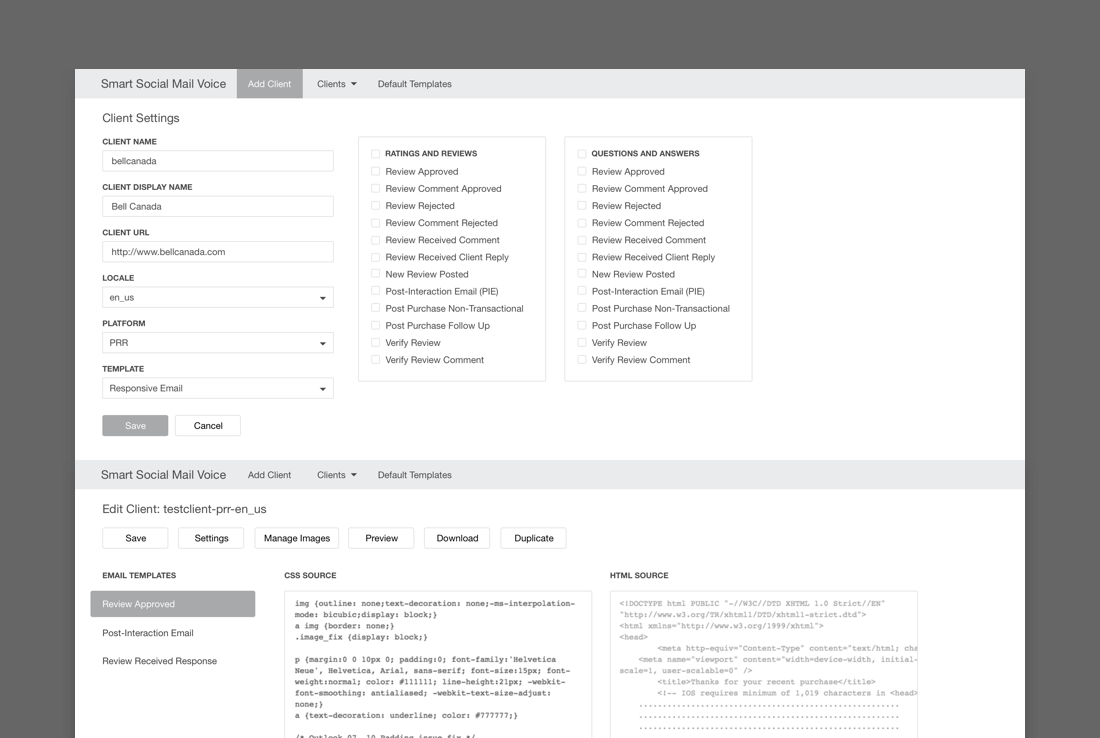 Smart Social Mail Voice Add Client Clients Default Templates
Client Settings
CLIENT NAME
bellcanada
CLIENT DISPLAY NAME
Bell Canada
CLIENT URL
http://www.bellcanada.com
LOCALE
en_us
PLATFORM
PRR
TEMPLATE
Responsive Email
Save Cancel
RATINGS AND REVIEWS
Review Approved
Review Comment Approved
Review Rejected
Review Comment Rejected
Review Received Comment
Review Received Client Reply
New Review Posted
Post-Interaction Email (PIE)
Post Purchase Non-Transactional
Post Purchase Follow Up
Verify Review
Verify Review Comment
QUESTIONS AND ANSWERS
Review Approved
Review Comment Approved
Review Rejected
Review Comment Rejected
Review Received Comment
Review Received Client Reply
New Review Posted
Post-Interaction Email (PIE)
Post Purchase Non-Transactional
Post Purchase Follow Up
Verify Review
Verify Review Comment
Smart Social Mail Voice Add Client Clients Default Templates
Edit Client: testclient-prr-en_us
Save Settings Manage Images Preview Download Duplicate
EMAIL TEMPLATES
Review Approved
Post-Interaction Email
Review Received Response
CSS SOURCE
img {outline: none;text-decoration: none;-ms-interpolation-
mode: bicubic;display: block;}
a img {border: none;}
.image_fix {display: block;}
p {margin:0 0 10px 0; padding:0; font-family:'Helvetica
Neue', Helvetica, Arial, sans-serif; font-size:15px; font-
weight:normal; color: #111111; line-height:21px; -webkit-
font-smoothing: antialiased; -webkit-text-size-adjust:
none;}
a {text-decoration: underline; color: #777777;}
/* Outlook 07, 10 Padding issue fix */
HTML SOURCE
<!DOCTYPE html PUBLIC "-//W3C//DTD XHTML 1.0 Strict//EN"
"http://www.w3.org/TR/xhtml1/DTD/xhtml1-strict.dtd">
<html xmlns="http://www.w3.org/1999/xhtml">
<head>
<meta http-equiv="Content-Type" content="text/html; cha
<meta name="viewport" content="width=device-width, initial-
scale=1, user-scalable=0" />
<title>Thanks for your recent purchase</title>
<!-- IOS requires minimum of 1,019 characters in <head>
.......................................................
.......................................................
.......................................................